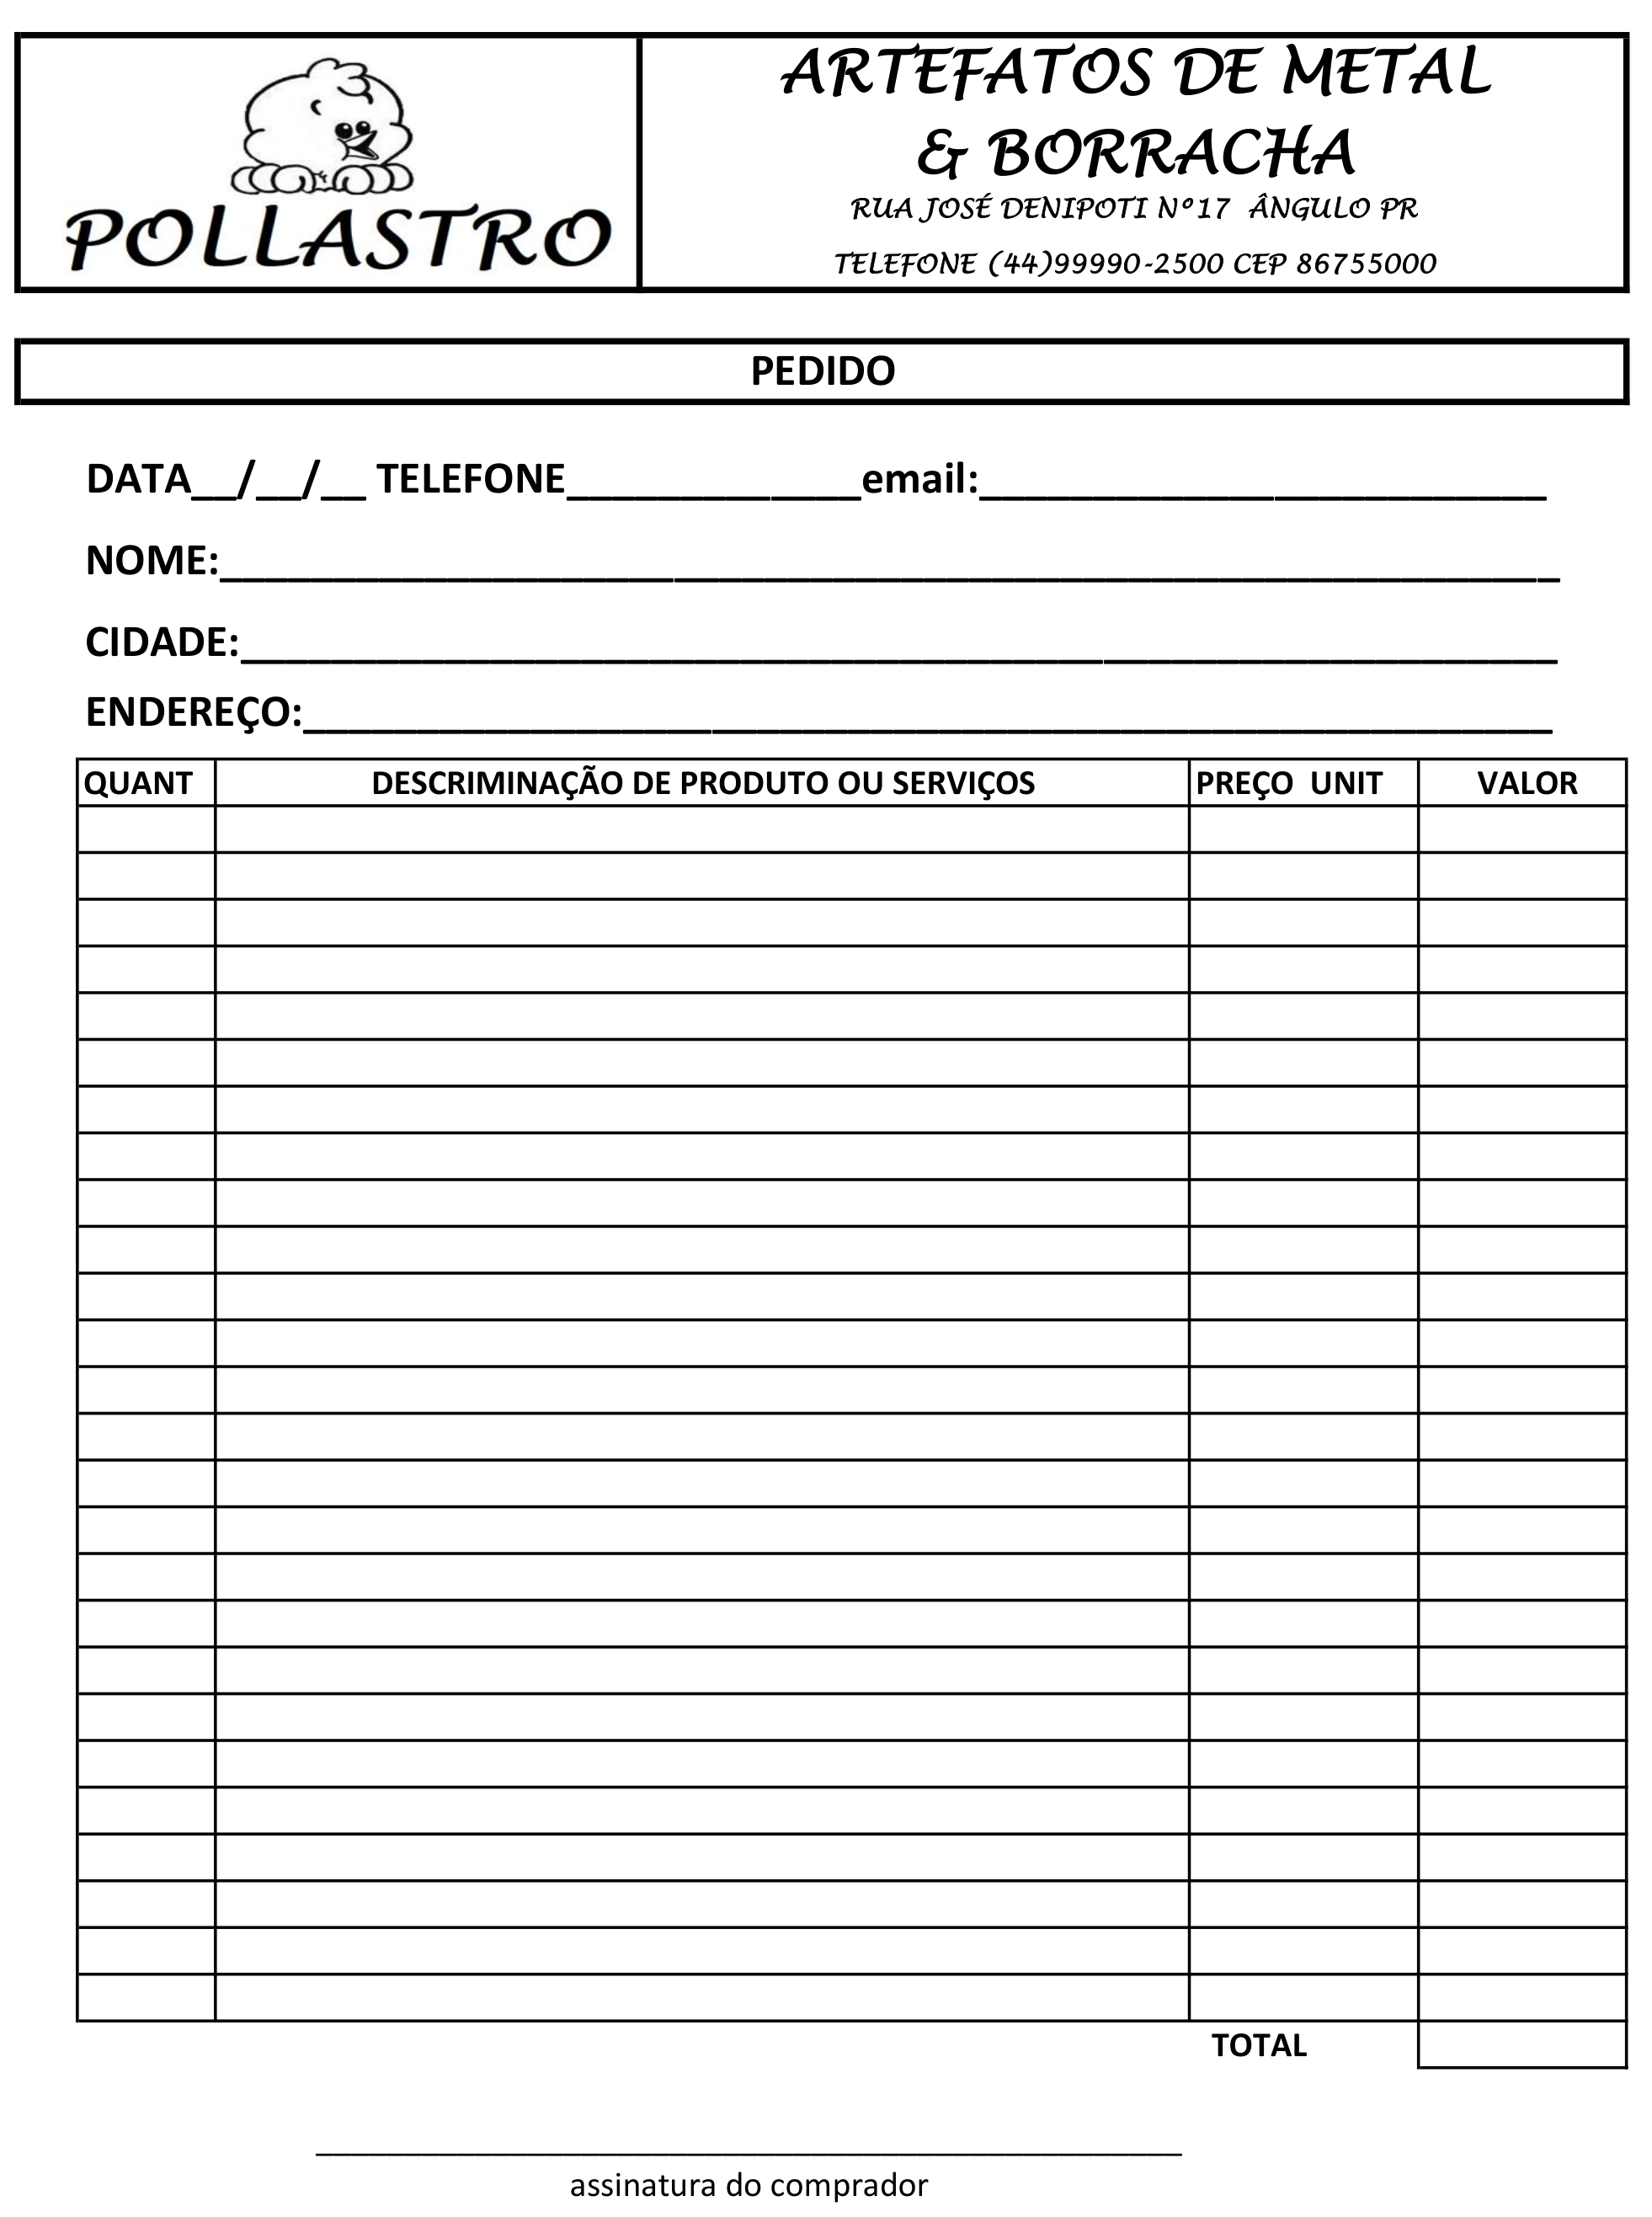 POLLASTRO
ARTEFATOS DE METAL
& BORRACHA
RUA JOSÉ DENIPOTI Nº17 ÂNGULO PR
TELEFONE (44)99990-2500 CEP 86755000
PEDIDO
DATA__/__/__ TELEFONE_____________email:_________________________
NOME:___________________________________________________________
CIDADE:__________________________________________________________
ENDEREÇO:_______________________________________________________
QUANT DESCRIMINAÇÃO DE PRODUTO OU SERVIÇOS PREÇO UNIT VALOR
TOTAL
assinatura do comprador